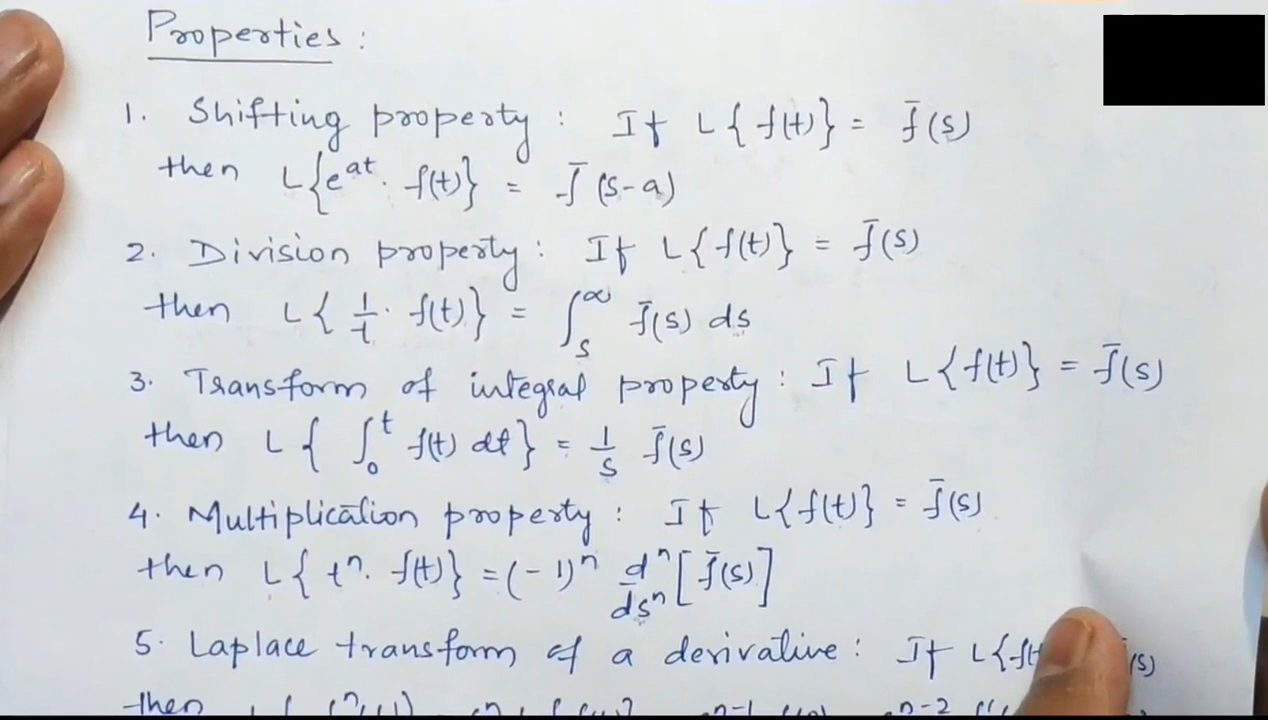 Properties :
1. Shifting property : If L{f(t)} = f̄(s)
then L{e^{at}. f(t)} = f̄(s-a)
2. Division property : If L{f(t)} = f̄(s)
then L{ 1/t . f(t)} = ∫_s^∞ f̄(s) ds
3. Transform of integral property : If L{f(t)} = f̄(s)
then L{ ∫_0^t f(t) dt} = 1/s f̄(s)
4. Multiplication property : If L{f(t)} = f̄(s)
then L{ t^n. f(t)} = (-1)^n d^n/ds^n [f̄(s)]
5. Laplace transform of a derivative : If L{f(t (s)
then